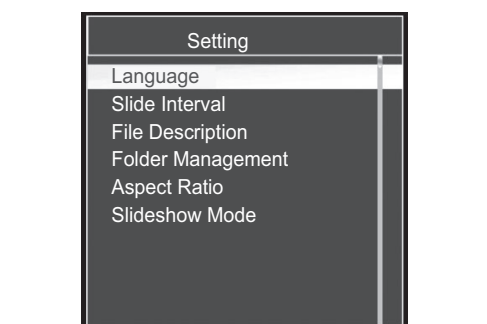 Setting
Language
Slide Interval
File Description
Folder Management
Aspect Ratio
Slideshow Mode